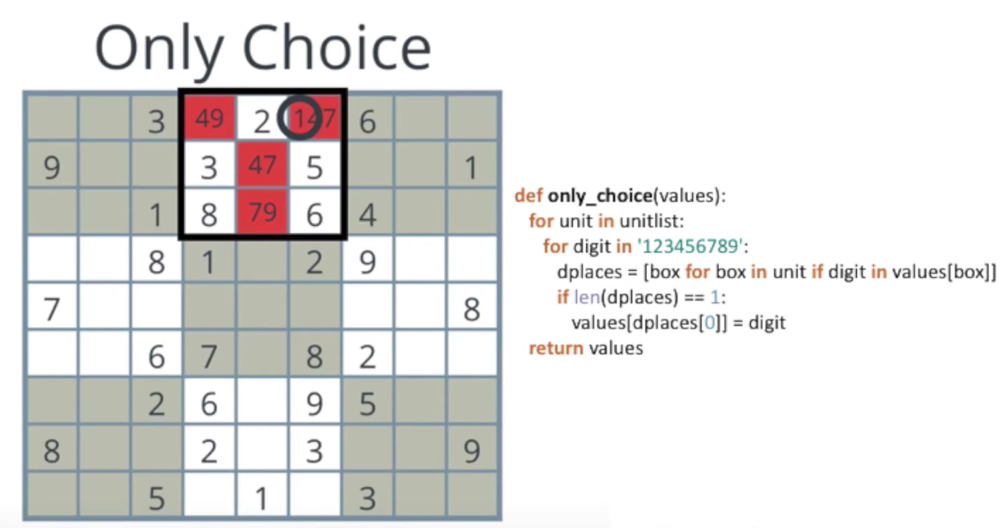 Only Choice
3 49 2 147 6
9 3 47 5 1
1 8 79 6 4
8 1 2 9
7 8
6 7 8 2
2 6 9 5
8 2 3 9
5 1 3
def only_choice(values):
for unit in unitlist:
for digit in '123456789':
dplaces = [box for box in unit if digit in values[box]]
if len(dplaces) == 1:
values[dplaces[0]] = digit
return values